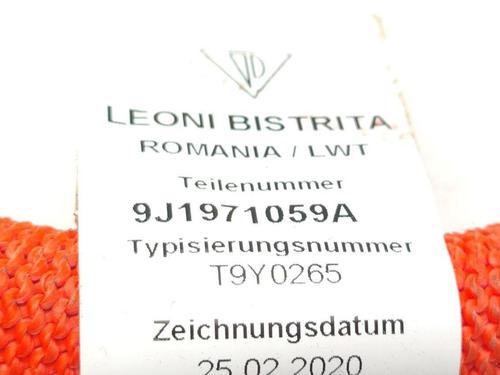 LEONI BISTRITA
ROMANIA / LWT
Teilenummer
9J1971059A
Typisierungsnummer
T9Y0265
Zeichnungsdatum
25.02.2020